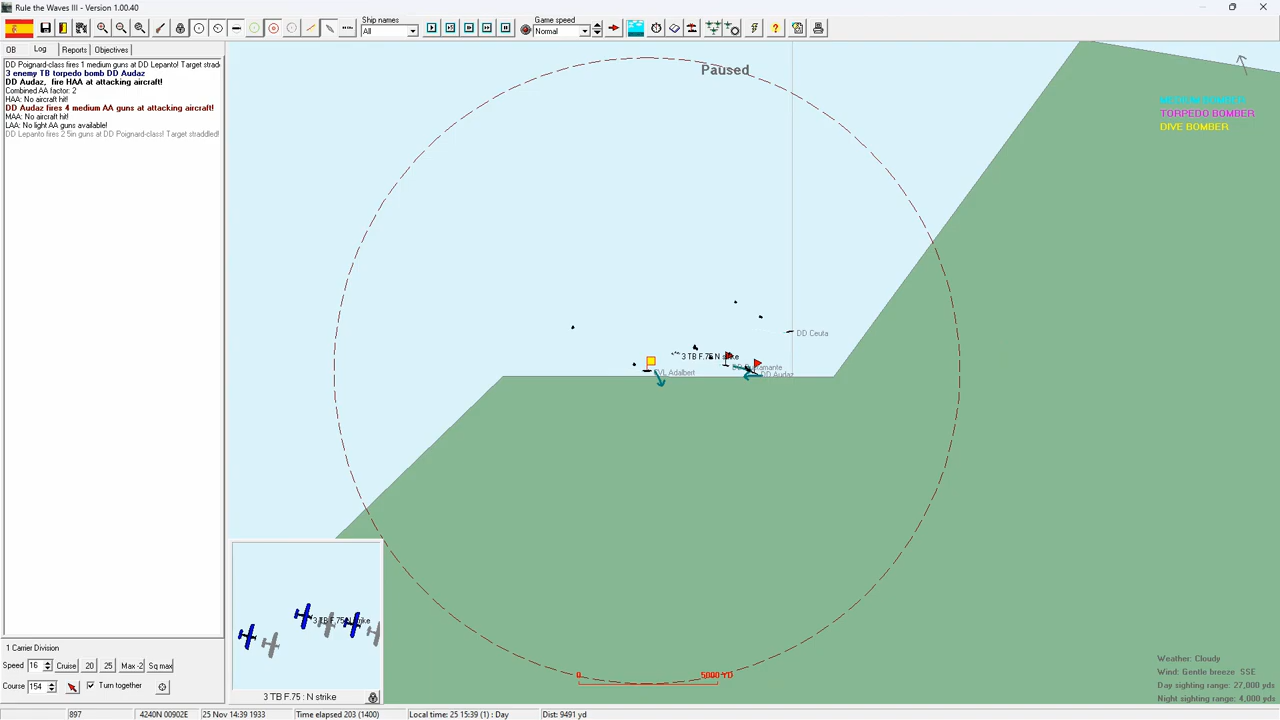 Rule the Waves III - Version 1.00.40
Ship names
All
Game speed
Normal
OB
Log
Reports
Objectives
DD Poignard-class fires 1 medium guns at DD Lepanto! Target stradd
3 enemy TB torpedo bomb DD Audaz
DD Audaz, fire HAA at attacking aircraft!
Combined AA factor: 2
HAA: No aircraft hit!
DD Audaz fires 4 medium AA guns at attacking aircraft!
MAA: No aircraft hit!
LAA: No light AA guns available!
DD Lepanto fires 2 5in guns at DD Poignard-class! Target straddled!
Paused
MEDIUM BOMBER
TORPEDO BOMBER
DIVE BOMBER
DD Ceuta
3 TB F.75 N strike
CVL Adalbert
DD Audaz
3 TB F.75 N strike
3 TB F.75 : N strike
0
5000 YD
Weather: Cloudy
Wind: Gentle breeze SSE
Day sighting range: 27,000 yds
Night sighting range: 4,000 yds
1 Carrier Division
Speed
16
Cruise
20
25
Max -2
Sq max
Course
154
Turn together
897
4240N 00902E
25 Nov 14:39 1933
Time elapsed 203 (1400)
Local time: 25 15:39 (1) : Day
Dist: 9491 yd